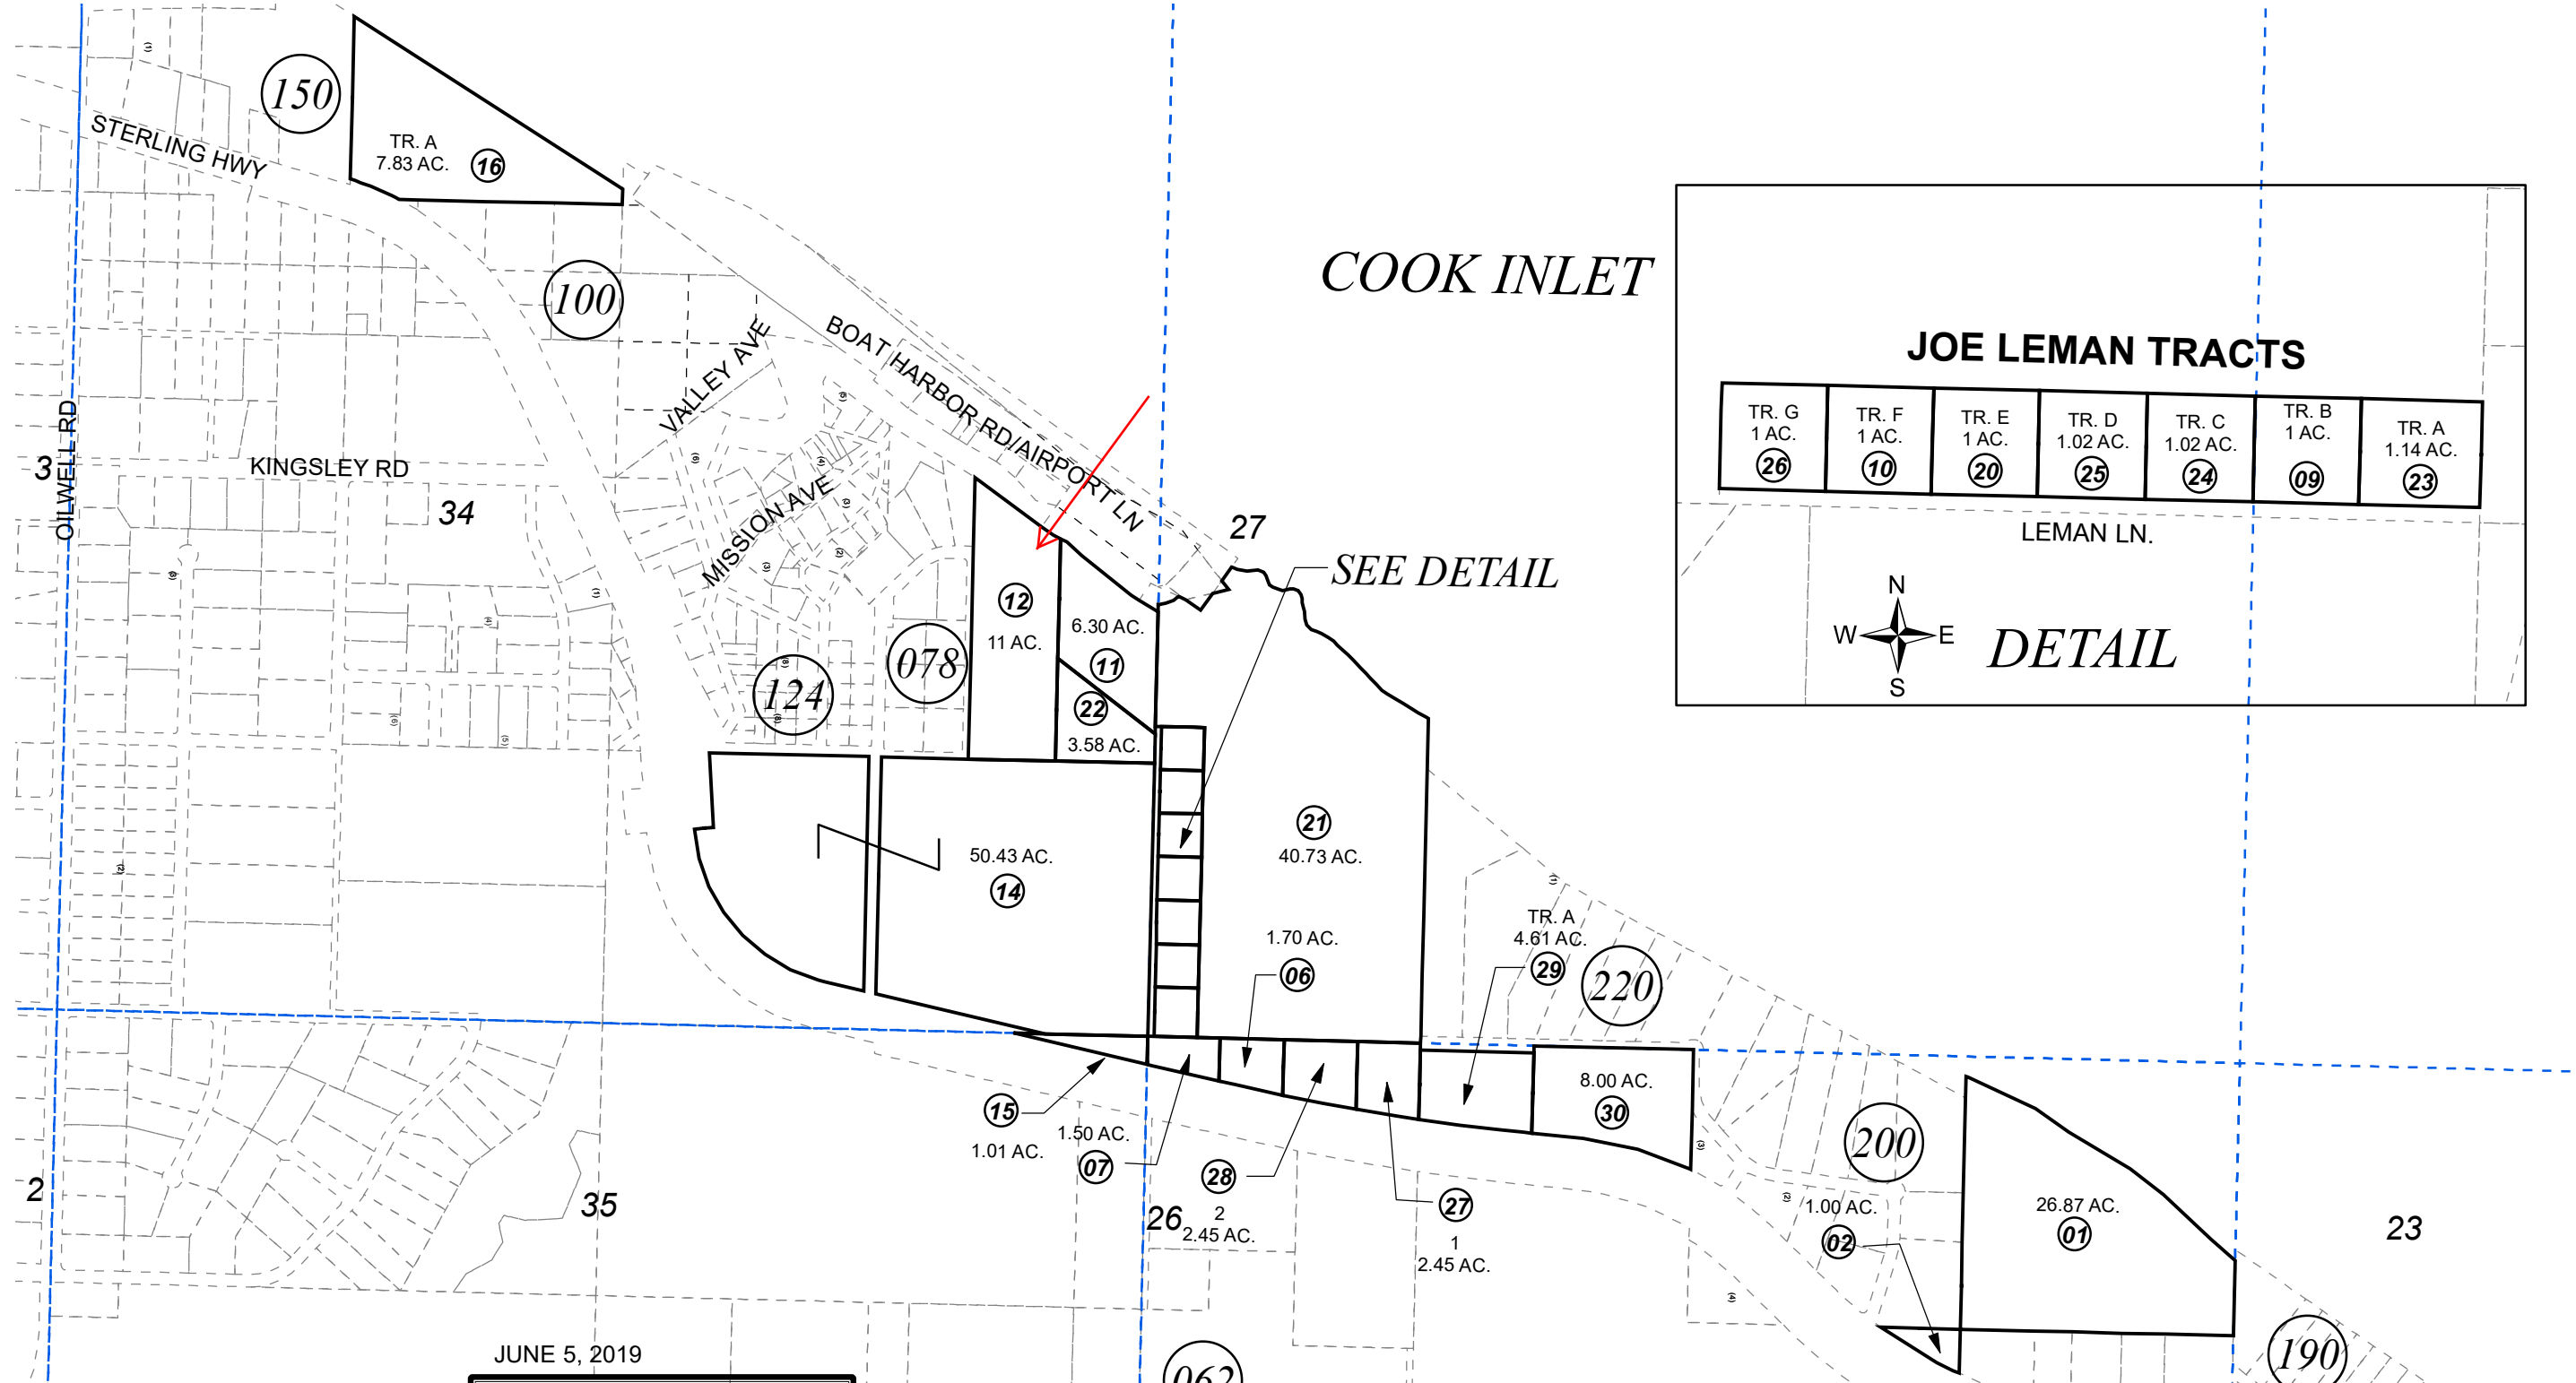 150
TR. A
7.83 AC.
16
STERLING HWY
100
COOK INLET
BOAT HARBOR RD/AIRPORT LN
VALLEY AVE
MISSION AVE
KINGSLEY RD
OILWELL RD
3
34
27
SEE DETAIL
12
11 AC.
6.30 AC.
11
22
3.58 AC.
078
124
50.43 AC.
14
21
40.73 AC.
1.70 AC.
06
TR. A
4.61 AC.
29
220
8.00 AC.
30
15
1.01 AC.
1.50 AC.
07
28
2
2.45 AC.
27
1
2.45 AC.
200
1.00 AC.
02
26.87 AC.
01
23
2
35
26
062
190
JUNE 5, 2019
JOE LEMAN TRACTS
TR. G
1 AC.
26
TR. F
1 AC.
10
TR. E
1 AC.
20
TR. D
1.02 AC.
25
TR. C
1.02 AC.
24
TR. B
1 AC.
09
TR. A
1.14 AC.
23
LEMAN LN.
N
W E
S
DETAIL